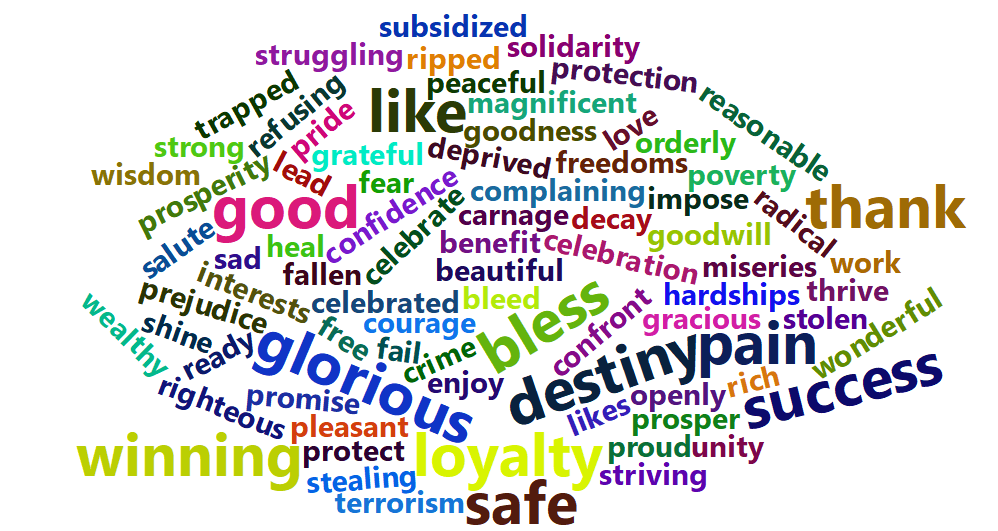 subsidized
struggling
ripped
solidarity
peaceful
protection
trapped
refusing
pride
like
magnificent
reasonable
strong
goodness
love
orderly
wisdom
grateful
deprived
freedoms
poverty
prosperity
lead
fear
confidence
complaining
impose
radical
thank
good
celebrate
carnage
decay
goodwill
salute
heal
benefit
celebration
sad
fallen
beautiful
miseries
work
interests
prejudice
celebrated
bleed
bless
confront
hardships
thrive
wealthy
shine
ready
free
courage
gracious
stolen
wonderful
glorious
fail
crime
destiny
pain
righteous
promise
enjoy
likes
openly
rich
success
pleasant
prosper
winning
protect
loyalty
proud
unity
stealing
striving
terrorism
safe